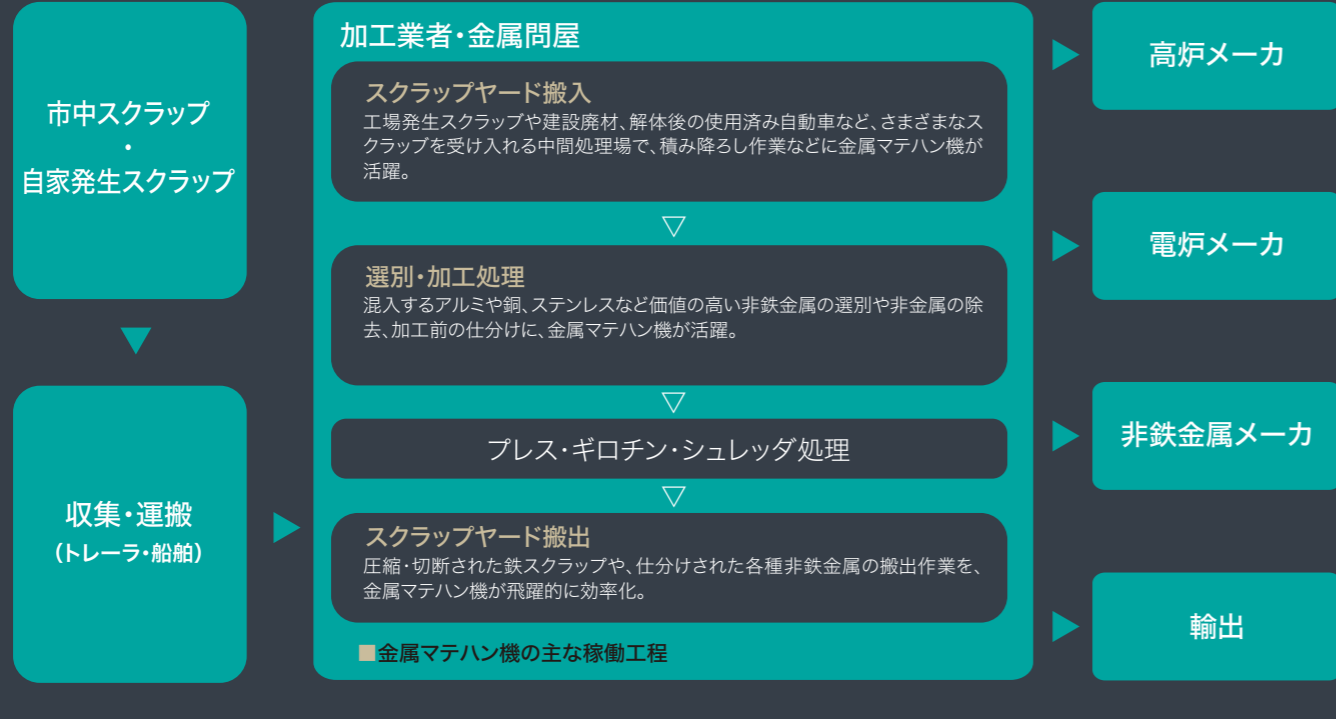 市中スクラップ
・
自家発生スクラップ
収集・運搬
（トレーラ・船舶）
加工業者・金属問屋
スクラップヤード搬入
工場発生スクラップや建設廃材、解体後の使用済み自動車など、さまざまなス
クラップを受け入れる中間処理場で、積み降ろし作業などに金属マテハン機が
活躍。
選別・加工処理
混入するアルミや銅、ステンレスなど価値の高い非鉄金属の選別や非金属の除
去、加工前の仕分けに、金属マテハン機が活躍。
プレス・ギロチン・シュレッダ処理
スクラップヤード搬出
圧縮・切断された鉄スクラップや、仕分けされた各種非鉄金属の搬出作業を、
金属マテハン機が飛躍的に効率化。
■金属マテハン機の主な稼働工程
高炉メーカ
電炉メーカ
非鉄金属メーカ
輸出